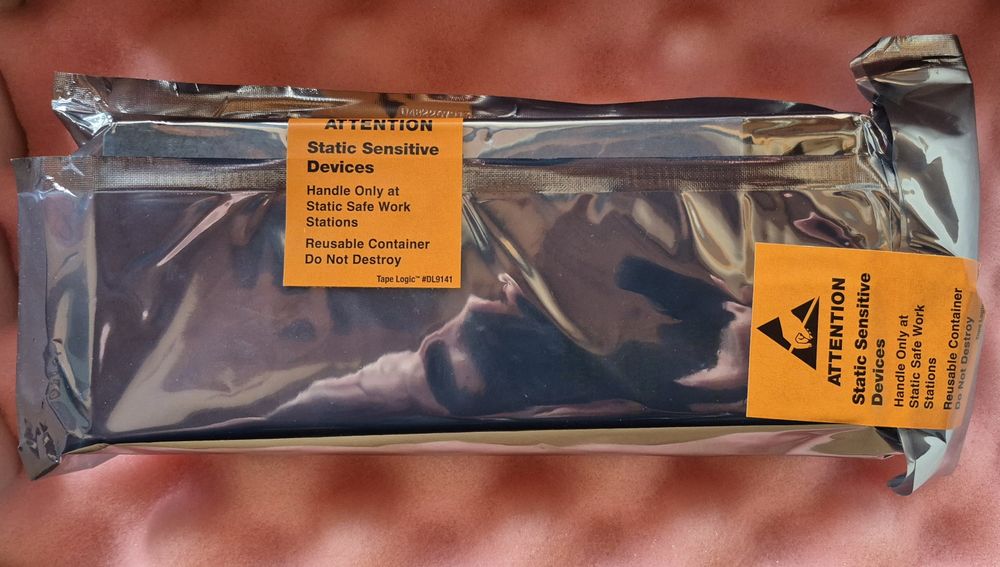 ATTENTION
Static Sensitive
Devices
Handle Only at
Static Safe Work
Stations
Reusable Container
Do Not Destroy
Tape Logic™ #DL9141
ATTENTION
Static Sensitive
Devices
Handle Only at
Static Safe Work
Stations
Reusable Container
Do Not Destroy